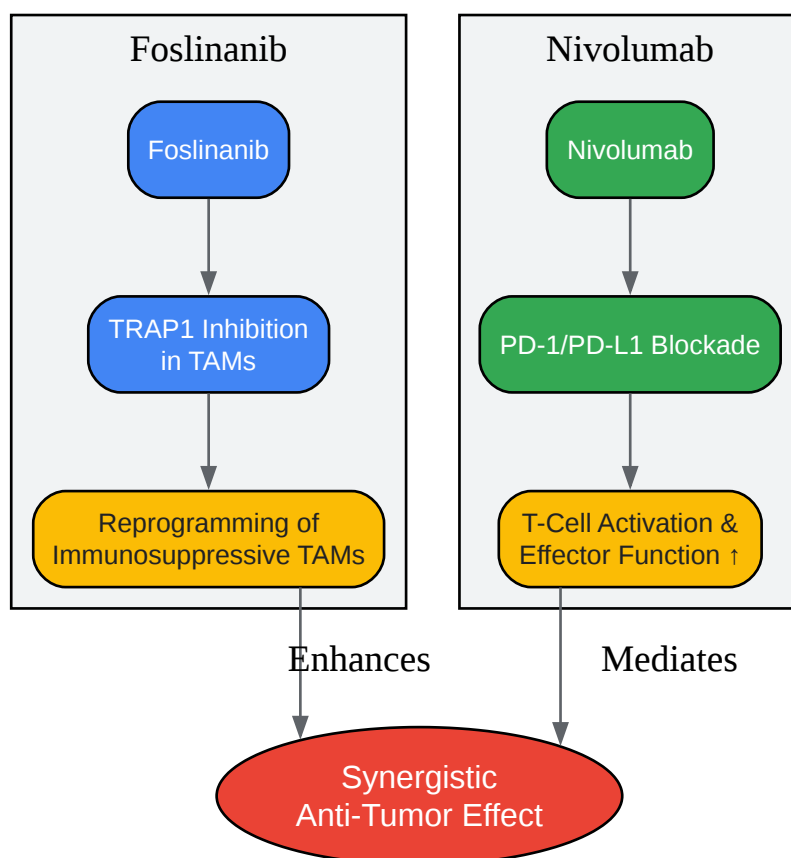 Foslinanib
Foslinanib
TRAP1 Inhibition
in TAMs
Reprogramming of
Immunosuppressive TAMs
Enhances
Nivolumab
Nivolumab
PD-1/PD-L1 Blockade
T-Cell Activation &
Effector Function ↑
Mediates
Synergistic
Anti-Tumor Effect